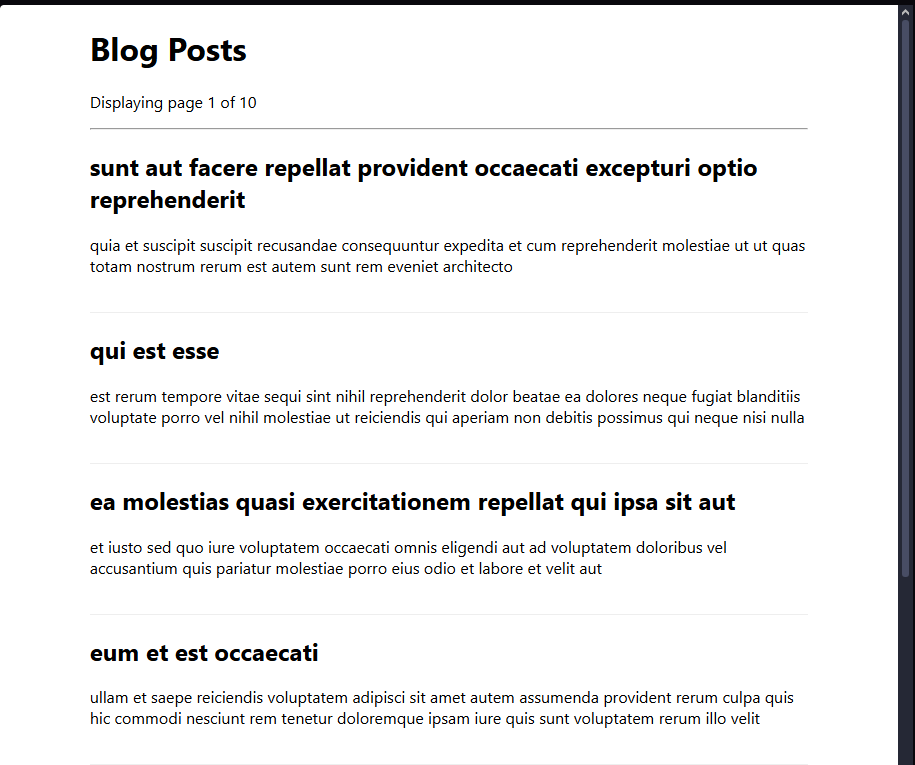 Blog Posts
Displaying page 1 of 10
sunt aut facere repellat provident occaecati excepturi optio
reprehenderit
quia et suscipit suscipit recusandae consequuntur expedita et cum reprehenderit molestiae ut ut quas
totam nostrum rerum est autem sunt rem eveniet architecto
qui est esse
est rerum tempore vitae sequi sint nihil reprehenderit dolor beatae ea dolores neque fugiat blanditiis
voluptate porro vel nihil molestiae ut reiciendis qui aperiam non debitis possimus qui neque nisi nulla
ea molestias quasi exercitationem repellat qui ipsa sit aut
et iusto sed quo iure voluptatem occaecati omnis eligendi aut ad voluptatem doloribus vel
accusantium quis pariatur molestiae porro eius odio et labore et velit aut
eum et est occaecati
ullam et saepe reiciendis voluptatem adipisci sit amet autem assumenda provident rerum culpa quis
hic commodi nesciunt rem tenetur doloremque ipsam iure quis sunt voluptatem rerum illo velit